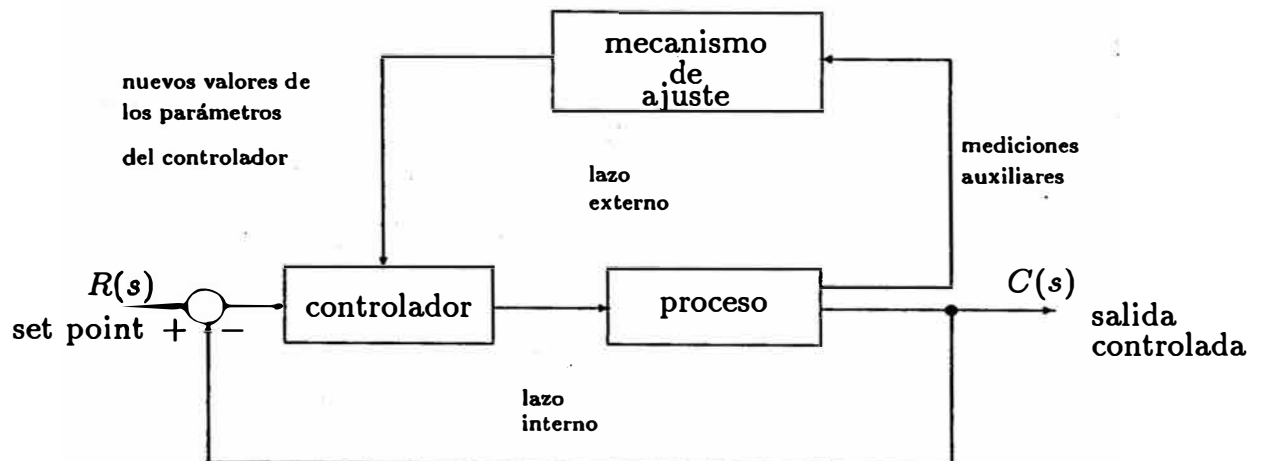 mecanismo
de
ajuste
nuevos valores de
los parámetros
del controlador
mediciones
auxiliares
lazo
externo
R(s)
set point + −
controlador
proceso
C(s)
salida
controlada
lazo
interno